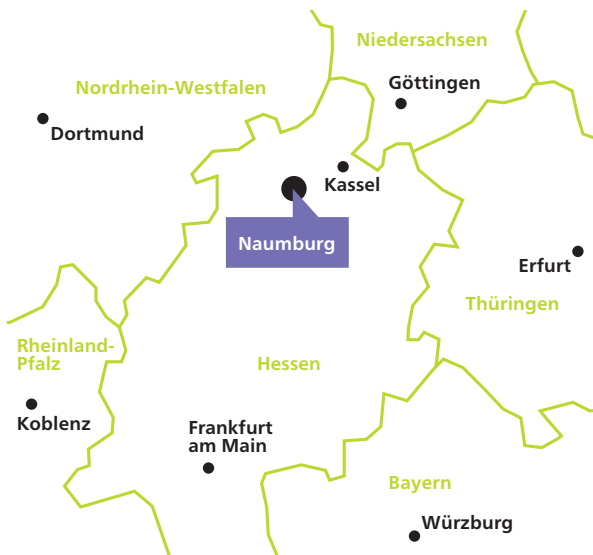 Niedersachsen
Nordrhein-Westfalen
Göttingen
Dortmund
Kassel
Naumburg
Erfurt
Thüringen
Rheinland-
Pfalz
Hessen
Koblenz
Frankfurt
am Main
Bayern
Würzburg